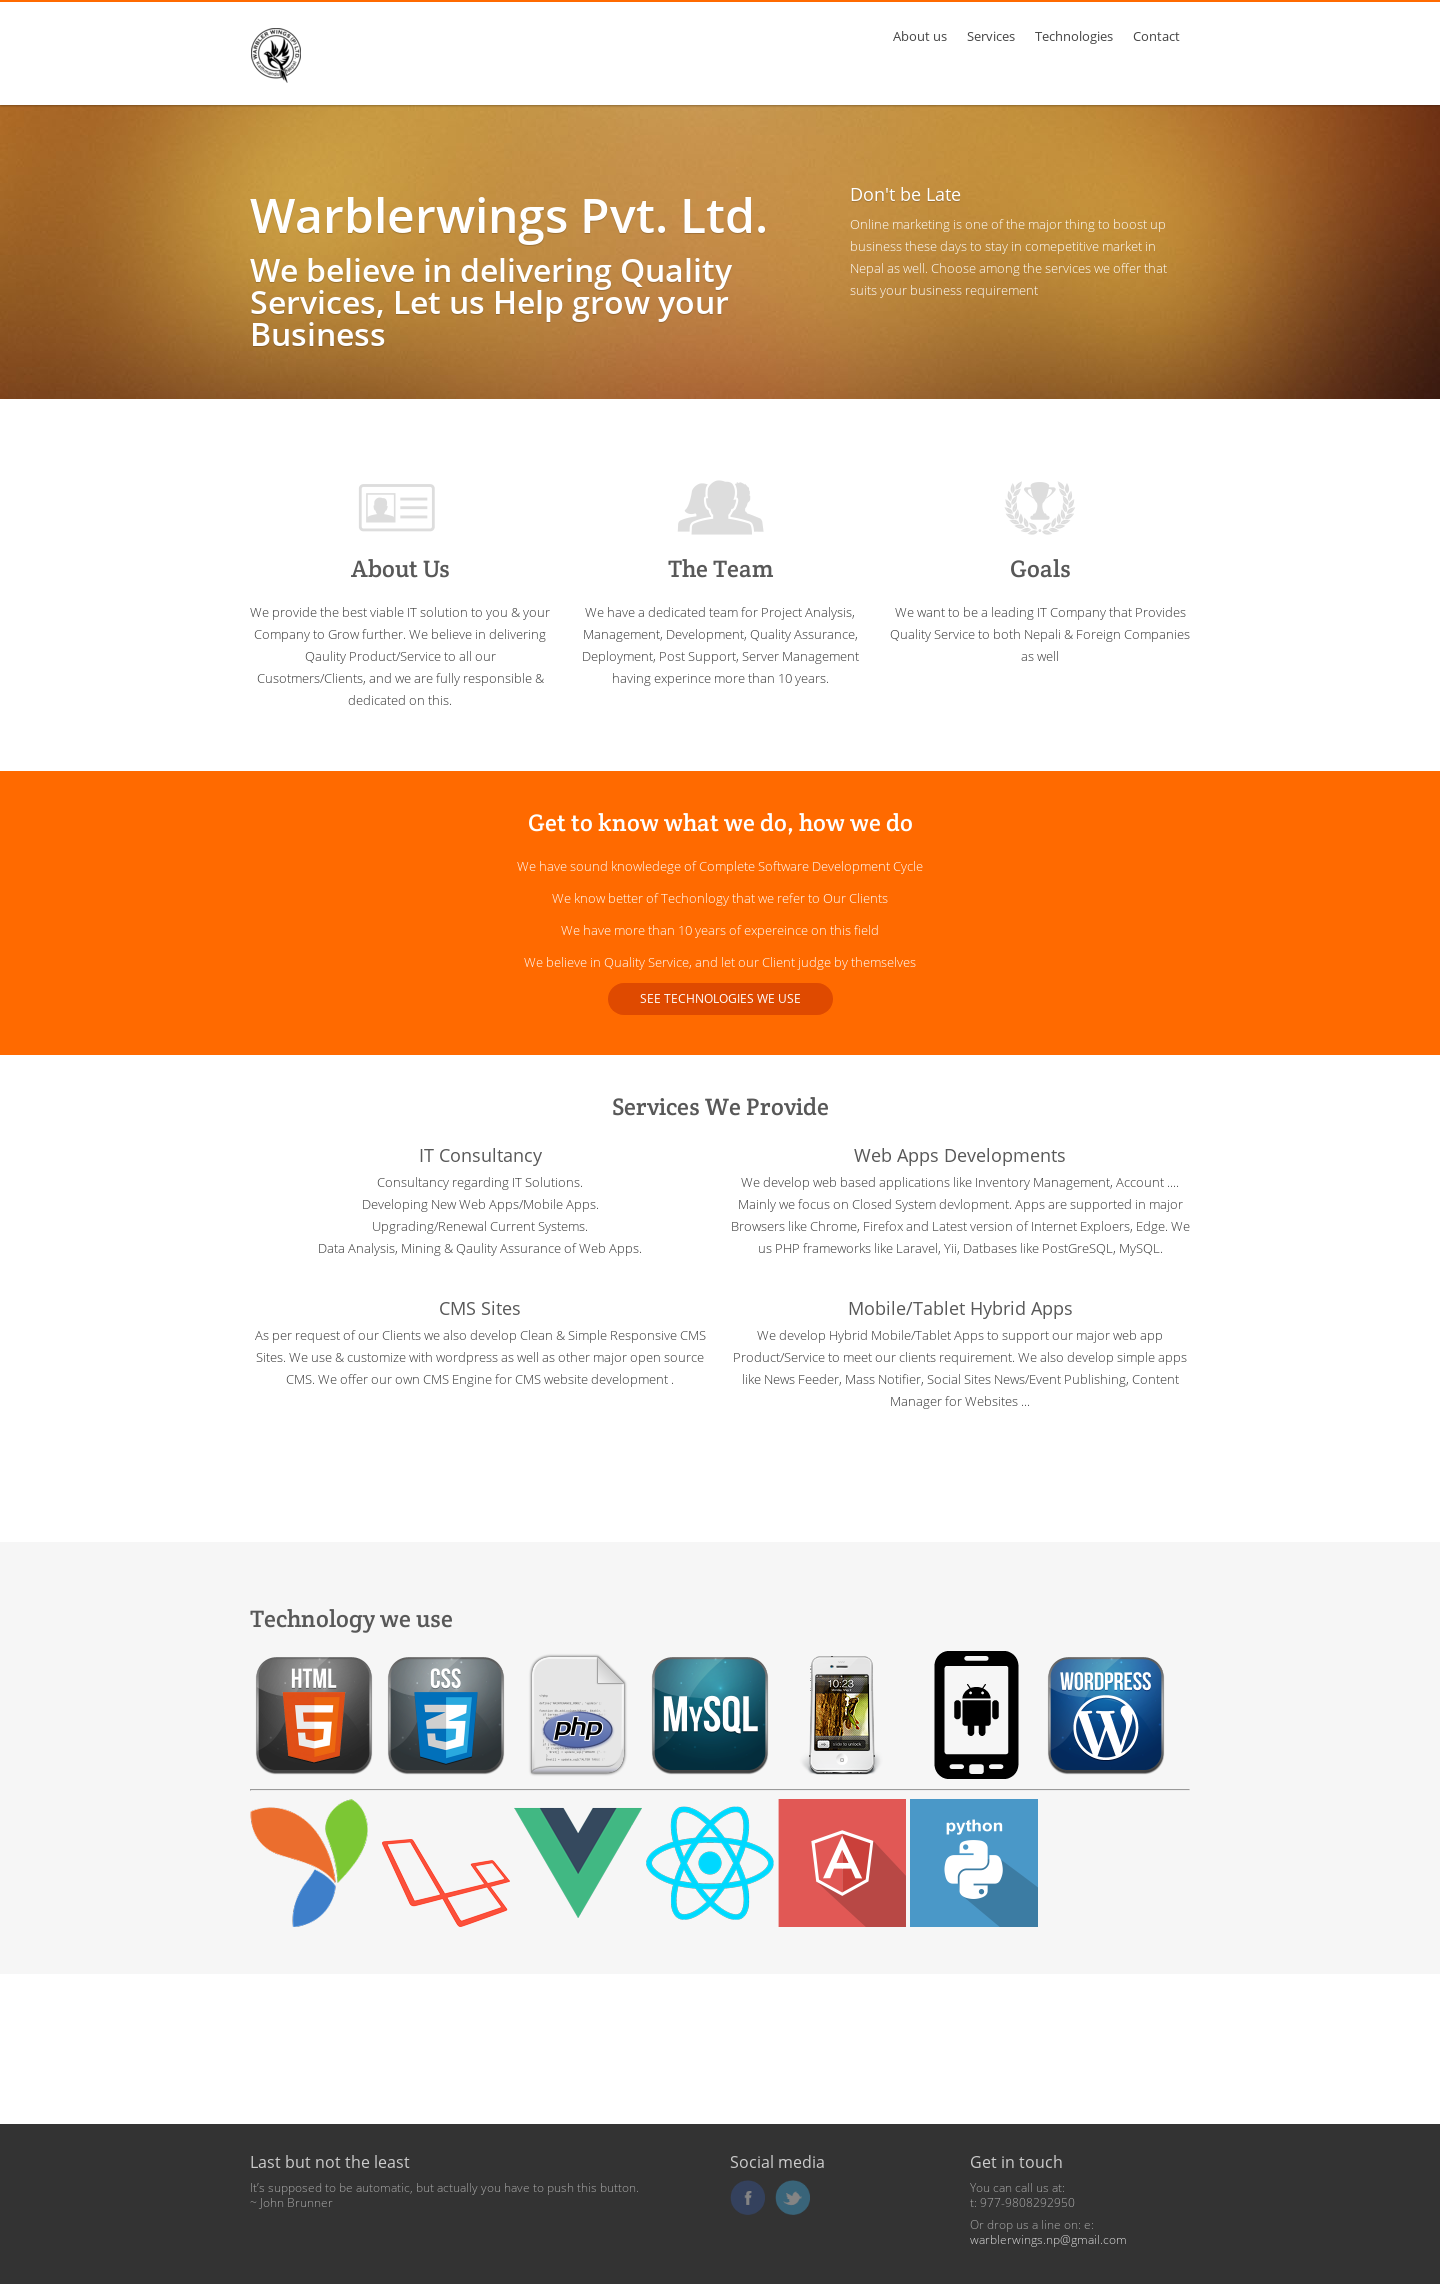 WARBLER WINGS (P) LTD.
About us
Services
Technologies
Contact
Warblerwings Pvt. Ltd.
We believe in delivering Quality
Services, Let us Help grow your
Business
Don't be Late
Online marketing is one of the major thing to boost up
business these days to stay in comepetitive market in
Nepal as well. Choose among the services we offer that
suits your business requirement
About Us
We provide the best viable IT solution to you & your
Company to Grow further. We believe in delivering
Qaulity Product/Service to all our
Cusotmers/Clients, and we are fully responsible &
dedicated on this.
The Team
We have a dedicated team for Project Analysis,
Management, Development, Quality Assurance,
Deployment, Post Support, Server Management
having experince more than 10 years.
Goals
We want to be a leading IT Company that Provides
Quality Service to both Nepali & Foreign Companies
as well
Get to know what we do, how we do
We have sound knowledege of Complete Software Development Cycle
We know better of Techonlogy that we refer to Our Clients
We have more than 10 years of expereince on this field
We believe in Quality Service, and let our Client judge by themselves
SEE TECHNOLOGIES WE USE
Services We Provide
IT Consultancy
Consultancy regarding IT Solutions.
Developing New Web Apps/Mobile Apps.
Upgrading/Renewal Current Systems.
Data Analysis, Mining & Qaulity Assurance of Web Apps.
Web Apps Developments
We develop web based applications like Inventory Management, Account ....
Mainly we focus on Closed System devlopment. Apps are supported in major
Browsers like Chrome, Firefox and Latest version of Internet Exploers, Edge. We
us PHP frameworks like Laravel, Yii, Datbases like PostGreSQL, MySQL.
CMS Sites
As per request of our Clients we also develop Clean & Simple Responsive CMS
Sites. We use & customize with wordpress as well as other major open source
CMS. We offer our own CMS Engine for CMS website development .
Mobile/Tablet Hybrid Apps
We develop Hybrid Mobile/Tablet Apps to support our major web app
Product/Service to meet our clients requirement. We also develop simple apps
like News Feeder, Mass Notifier, Social Sites News/Event Publishing, Content
Manager for Websites ...
Technology we use
HTML
5
CSS
3
php
MySQL
10:23
WORDPRESS
W
A
python
Last but not the least
It's supposed to be automatic, but actually you have to push this button.
~ John Brunner
Social media
f
Get in touch
You can call us at:
t: 977-9808292950
Or drop us a line on: e:
warblerwings.np@gmail.com